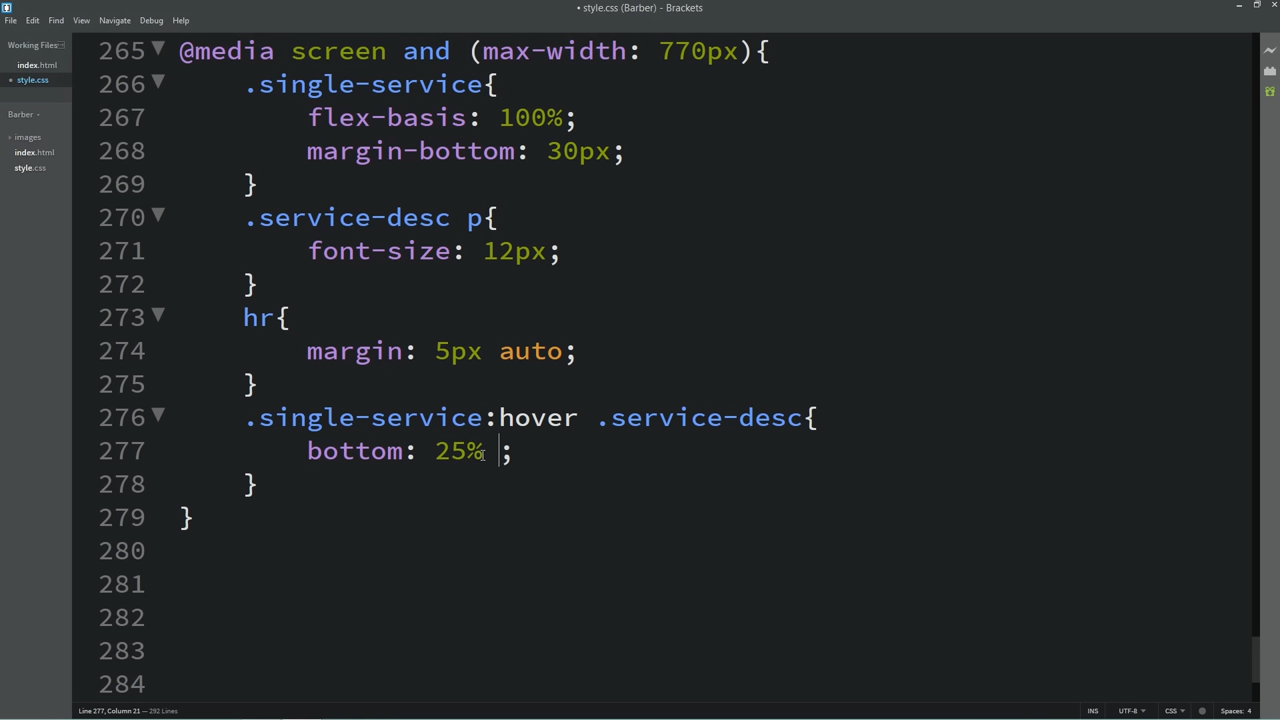 • style.css (Barber) - Brackets
File Edit Find View Navigate Debug Help
Working Files
index.html
• style.css
Barber
images
index.html
style.css
265 @media screen and (max-width: 770px){
266 .single-service{
267 flex-basis: 100%;
268 margin-bottom: 30px;
269 }
270 .service-desc p{
271 font-size: 12px;
272 }
273 hr{
274 margin: 5px auto;
275 }
276 .single-service:hover .service-desc{
277 bottom: 25% ;
278 }
279 }
280
281
282
283
284
Line 277, Column 21 — 292 Lines
INS UTF-8 CSS Spaces: 4